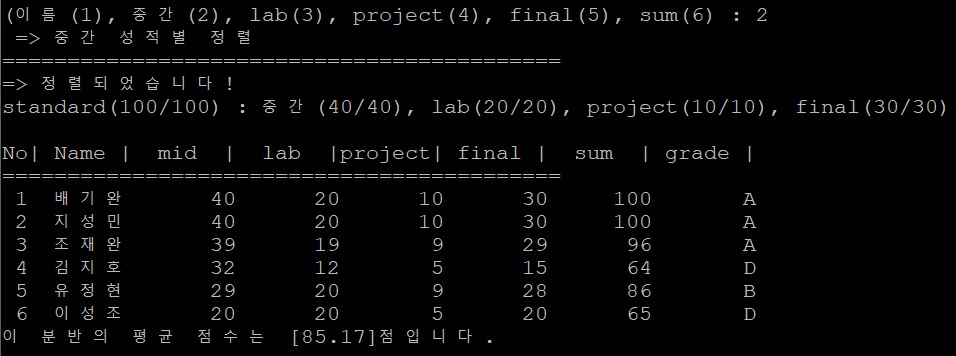 (이름(1), 중간(2), lab(3), project(4), final(5), sum(6) : 2
=> 중간 성적별 정렬
===========================================
=> 정렬되었습니다!
standard(100/100) : 중간(40/40), lab(20/20), project(10/10), final(30/30)
No| Name |  mid  |  lab  |project| final |  sum  | grade |
===========================================
1 배기완 40 20 10 30 100 A
2 지성민 40 20 10 30 100 A
3 조재완 39 19 9 29 96 A
4 김지호 32 12 5 15 64 D
5 유정현 29 20 9 28 86 B
6 이성조 20 20 5 20 65 D
이 분반의 평균 점수는 [85.17]점입니다.